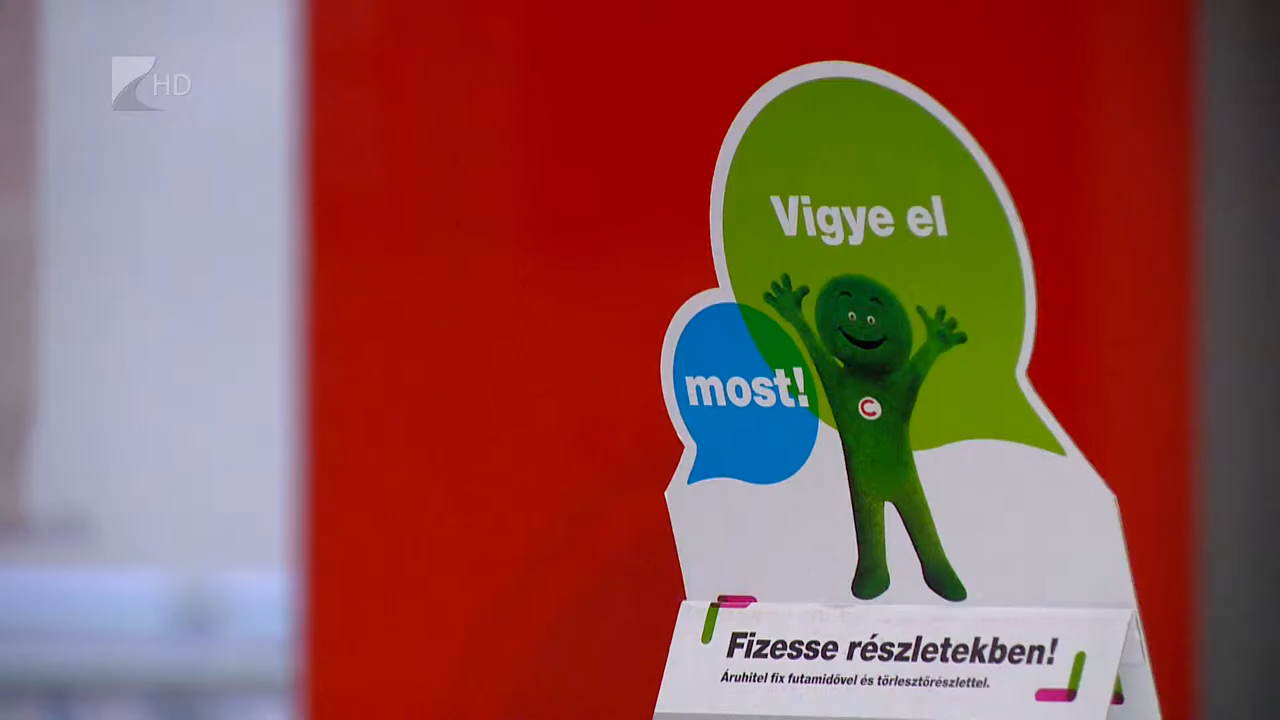 HD
Vigye el
most!
C
Fizesse részletekben!
Áruhitel fix futamidővel és törlesztőrészlettel.